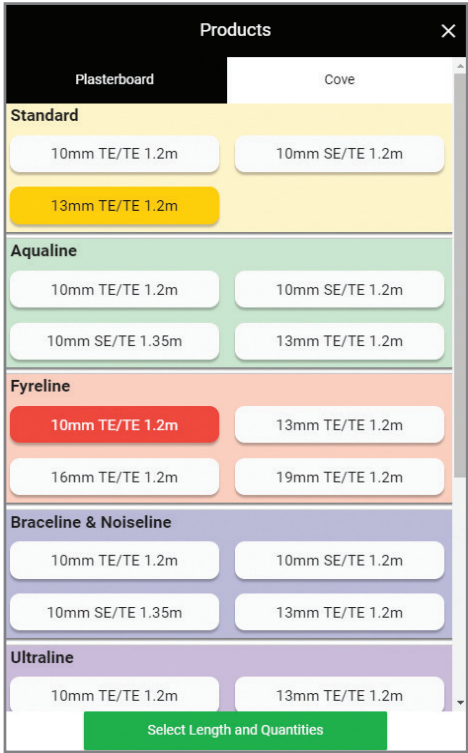 Products
Plasterboard Cove
Standard
10mm TE/TE 1.2m 10mm SE/TE 1.2m
13mm TE/TE 1.2m
Aqualine
10mm TE/TE 1.2m 10mm SE/TE 1.2m
10mm SE/TE 1.35m 13mm TE/TE 1.2m
Fyreline
10mm TE/TE 1.2m 13mm TE/TE 1.2m
16mm TE/TE 1.2m 19mm TE/TE 1.2m
Braceline & Noiseline
10mm TE/TE 1.2m 10mm SE/TE 1.2m
10mm SE/TE 1.35m 13mm TE/TE 1.2m
Ultraline
10mm TE/TE 1.2m 13mm TE/TE 1.2m
Select Length and Quantities